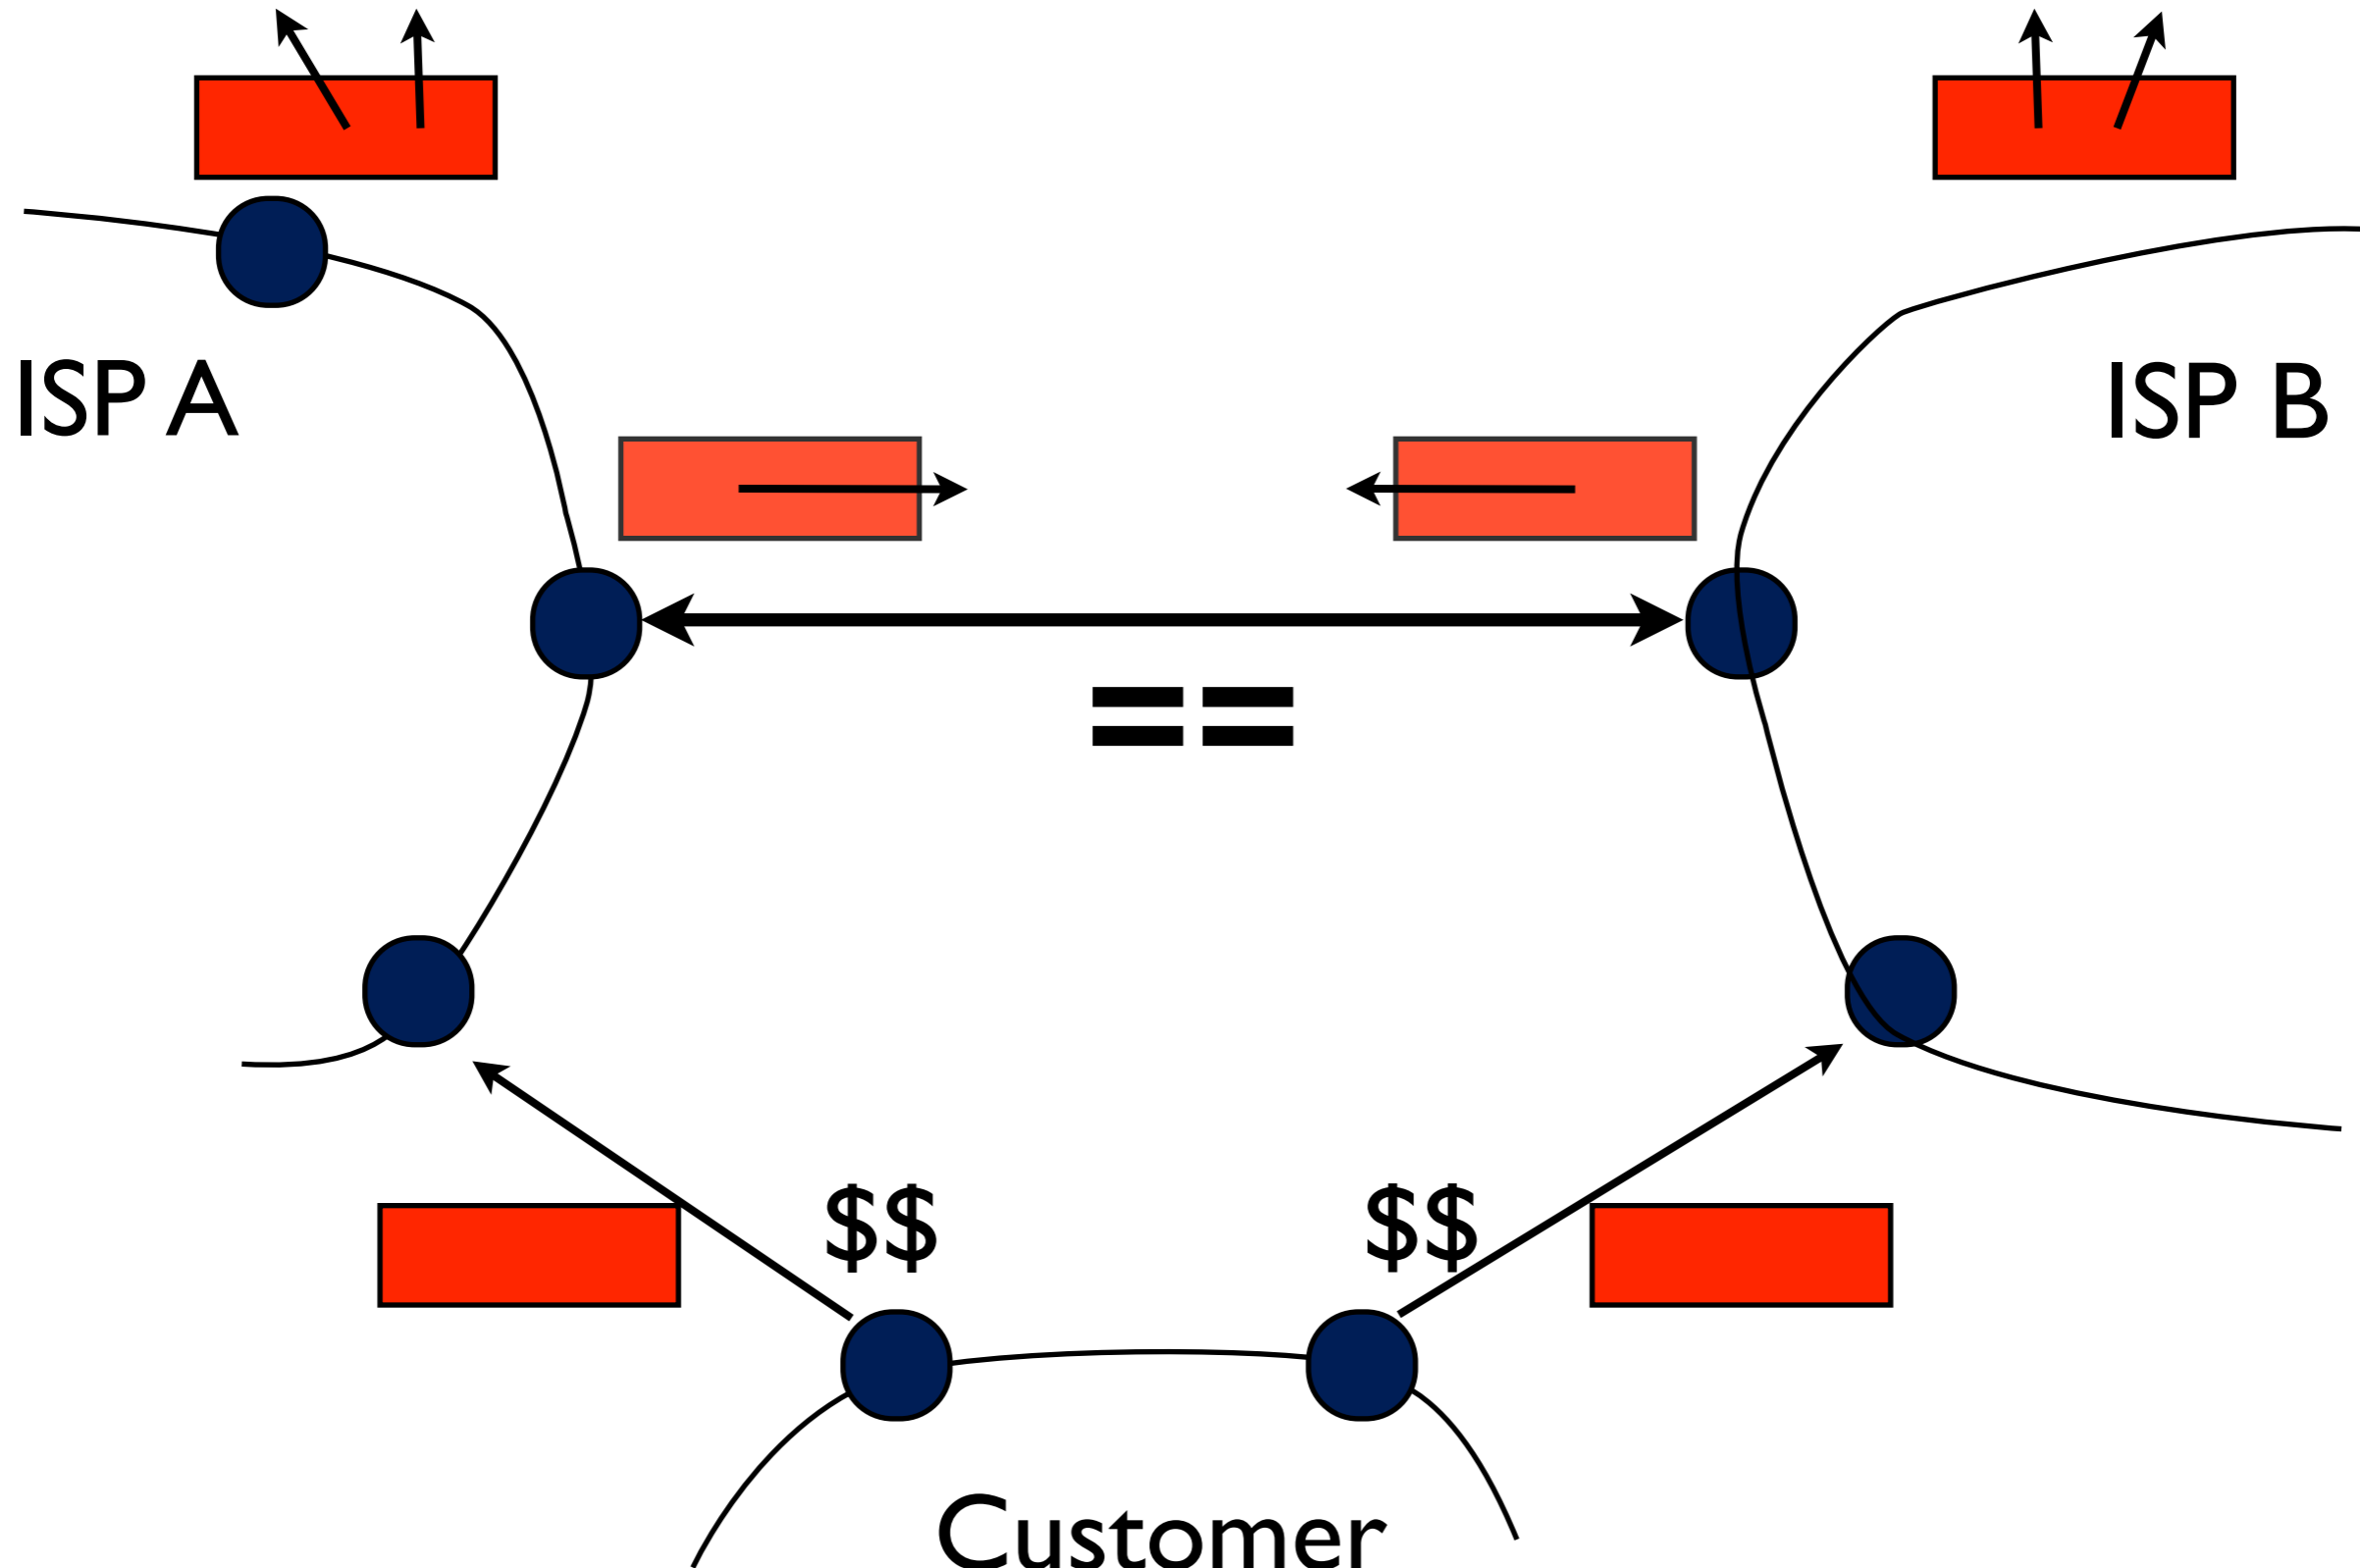 ISP A
ISP B
==
$$
$$
Customer